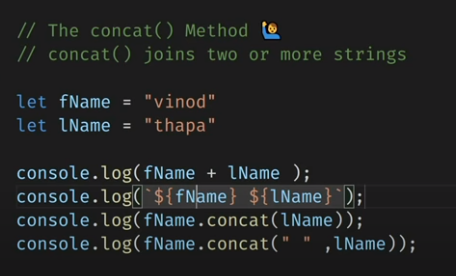 // The concat() Method 🙋‍♂️
// concat() joins two or more strings
let fName = "vinod"
let lName = "thapa"
console.log(fName + lName );
console.log(`${fName} ${lName}`);
console.log(fName.concat(lName));
console.log(fName.concat(" " ,lName));